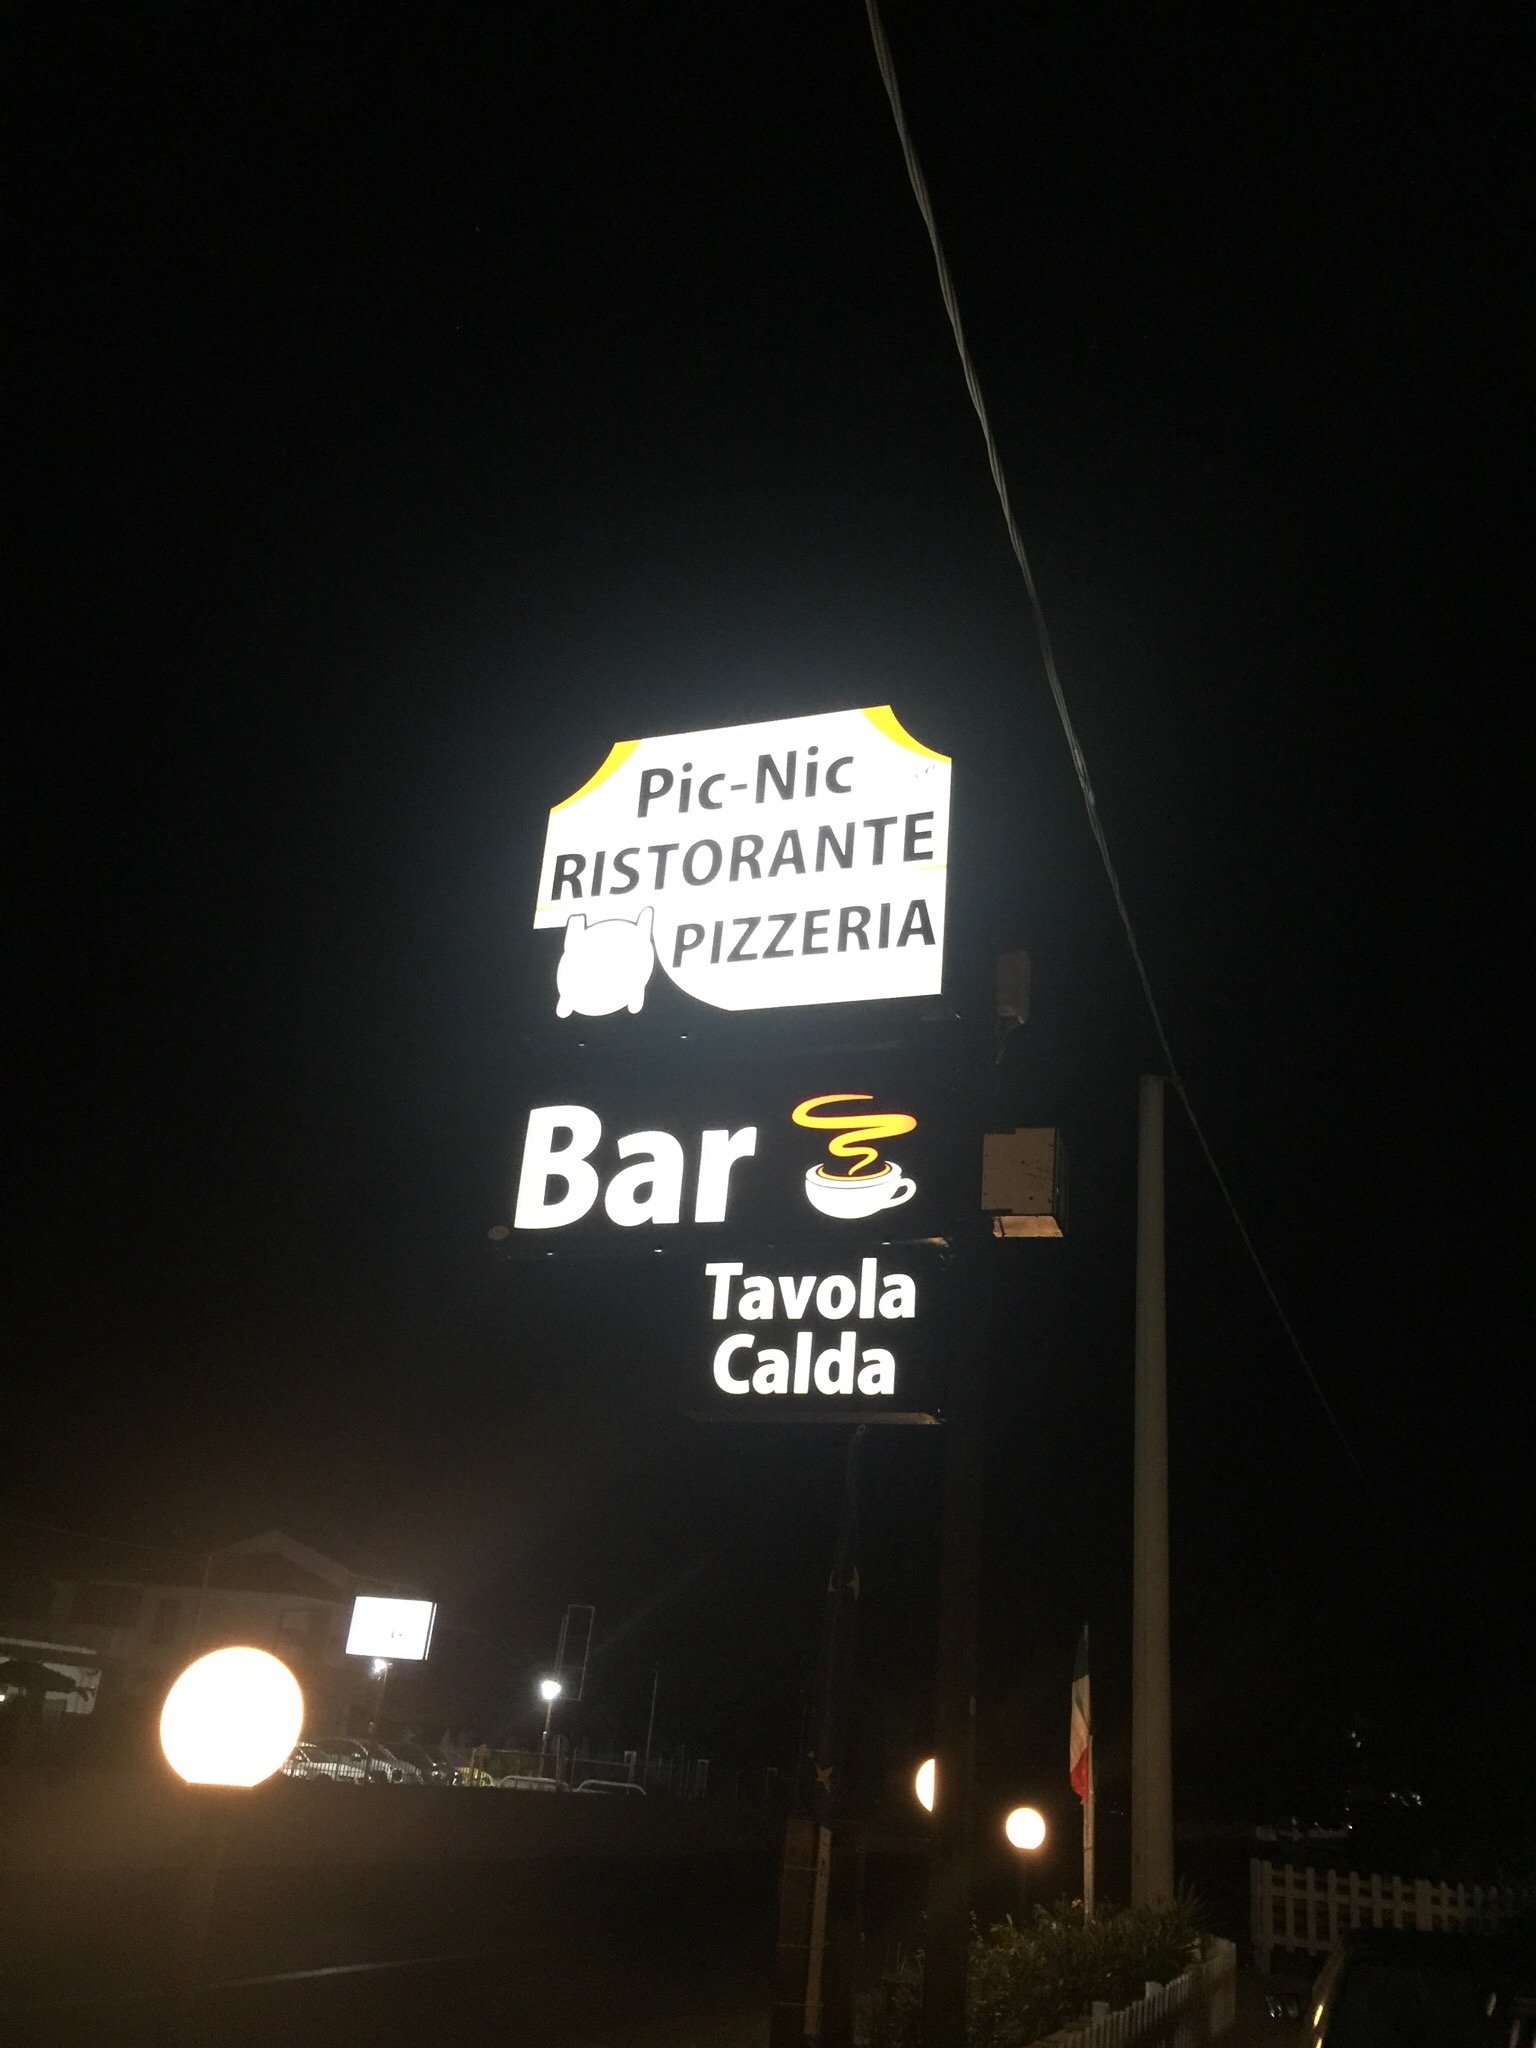 Pic-Nic
RISTORANTE
PIZZERIA
Bar
Tavola
Calda